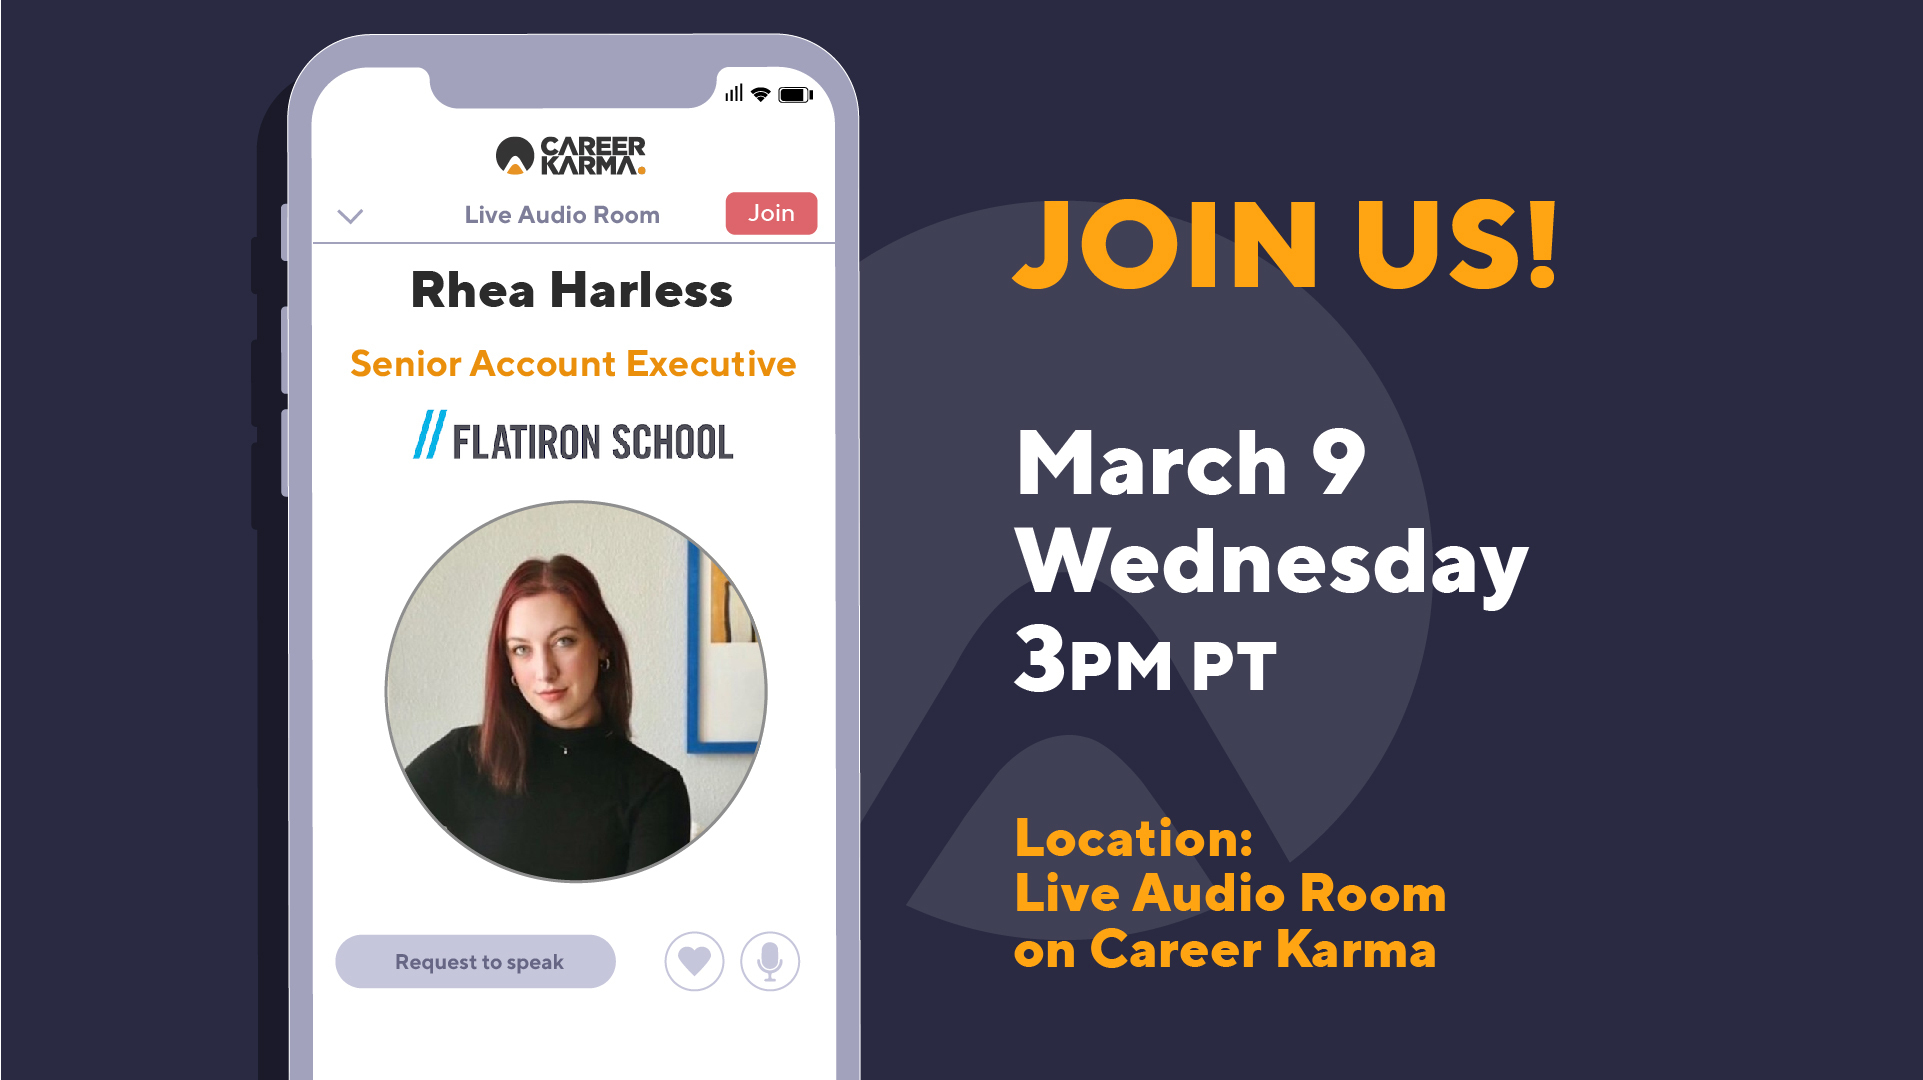 CAREER
KARMA.
Live Audio Room
Join
Rhea Harless
Senior Account Executive
// FLATIRON SCHOOL
Request to speak
JOIN US!
March 9
Wednesday
3PM PT
Location:
Live Audio Room
on Career Karma